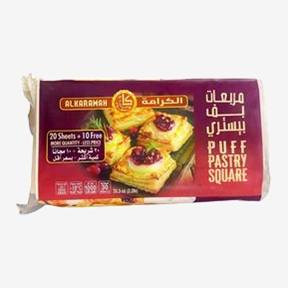 ALKARAMAH
الكرامة
20 Sheets + 10 Free
MORE QUANTITY - LESS PRICE
٢٠ شريحة + ١٠ مجاناً
كمية أكثر - بسعر أقل
مربعات
بف
بيستري
PUFF
PASTRY
SQUARE